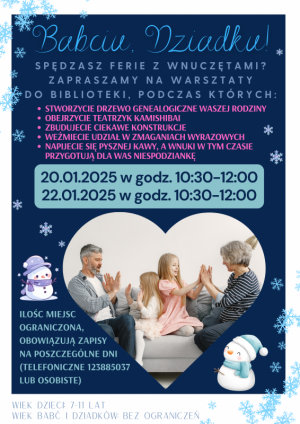 Babciu, Dziadku!
SPĘDZASZ FERIE Z WNUCZĘTAMI?
ZAPRASZAMY NA WARSZTATY
DO BIBLIOTEKI, PODCZAS KTÓRYCH:
• STWORZYCIE DRZEWO GENEALOGICZNE WASZEJ RODZINY
• OBEJRZYCIE TEATRZYK KAMISHIBAI
• ZBUDUJECIE CIEKAWE KONSTRUKCJE
• WEŹMIECIE UDZIAŁ W ZMAGANIACH WYRAZOWYCH
• NAPIJECIE SIĘ PYSZNEJ KAWY, A WNUKI W TYM CZASIE
PRZYGOTUJĄ DLA WAS NIESPODZIANKĘ
20.01.2025 w godz. 10:30-12:00
22.01.2025 w godz. 10:30-12:00
ILOŚĆ MIEJSC
OGRANICZONA,
OBOWIĄZUJĄ ZAPISY
NA POSZCZEGÓLNE DNI
(TELEFONICZNE 123885037
LUB OSOBISTE)
WIEK DZIECI: 7-11 LAT
WIEK BABĆ I DZIADKÓW BEZ OGRANICZEŃ